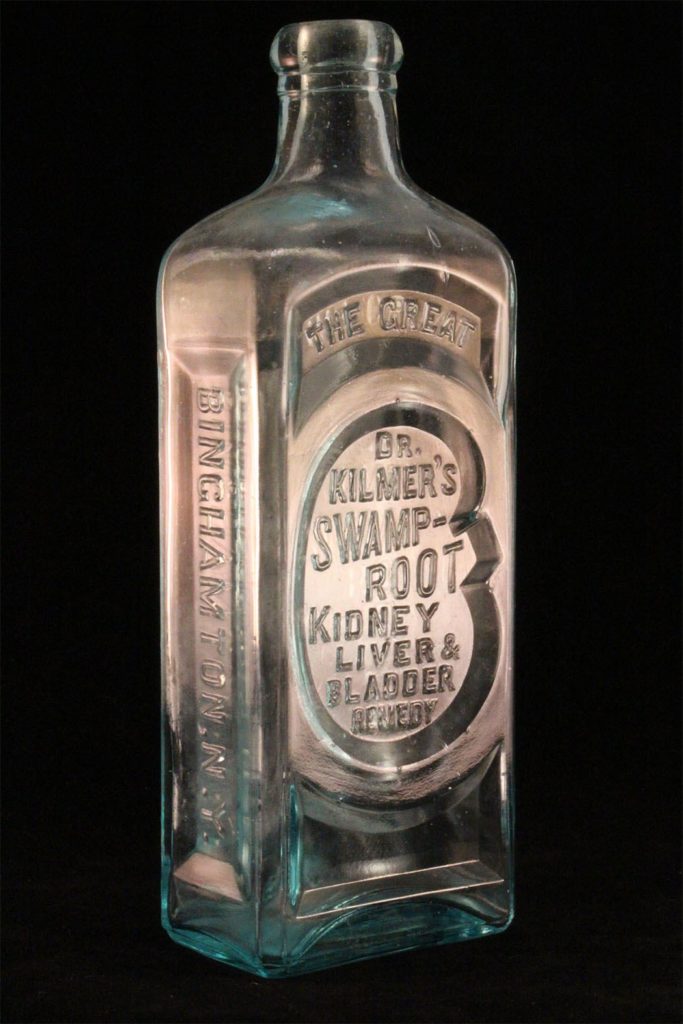 THE GREAT
DR.
KILMER'S
SWAMP-
ROOT
KIDNEY
LIVER &
BLADDER
REMEDY
BINGHAMTON, N.Y.